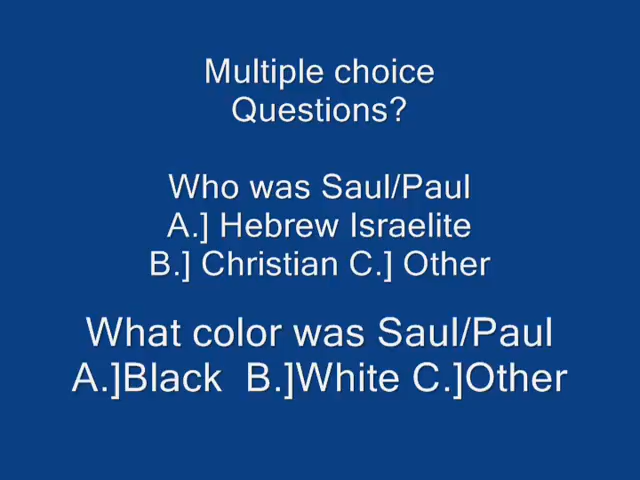 Multiple choice
Questions?
Who was Saul/Paul
A.] Hebrew Israelite
B.] Christian C.] Other
What color was Saul/Paul
A.]Black  B.]White C.]Other